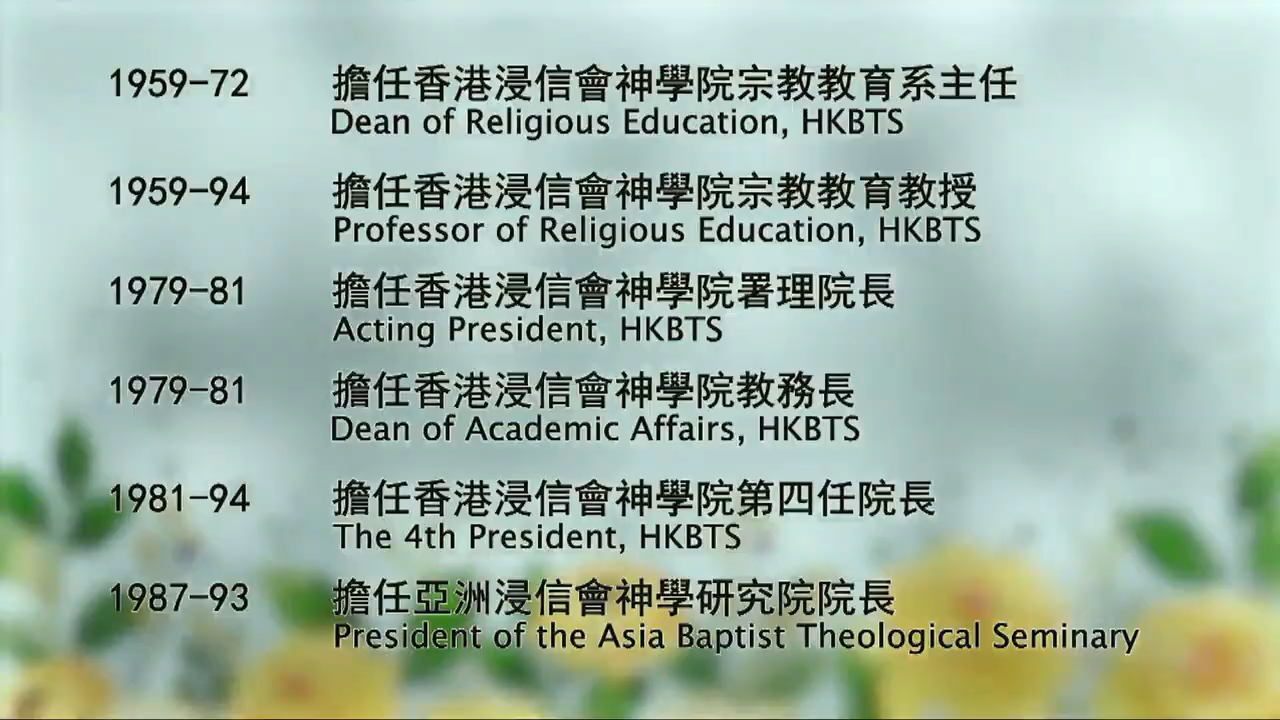 1959-72 擔任香港浸信會神學院宗教教育系主任
Dean of Religious Education, HKBTS
1959-94 擔任香港浸信會神學院宗教教育教授
Professor of Religious Education, HKBTS
1979-81 擔任香港浸信會神學院署理院長
Acting President, HKBTS
1979-81 擔任香港浸信會神學院教務長
Dean of Academic Affairs, HKBTS
1981-94 擔任香港浸信會神學院第四任院長
The 4th President, HKBTS
1987-93 擔任亞洲浸信會神學研究院院長
President of the Asia Baptist Theological Seminary